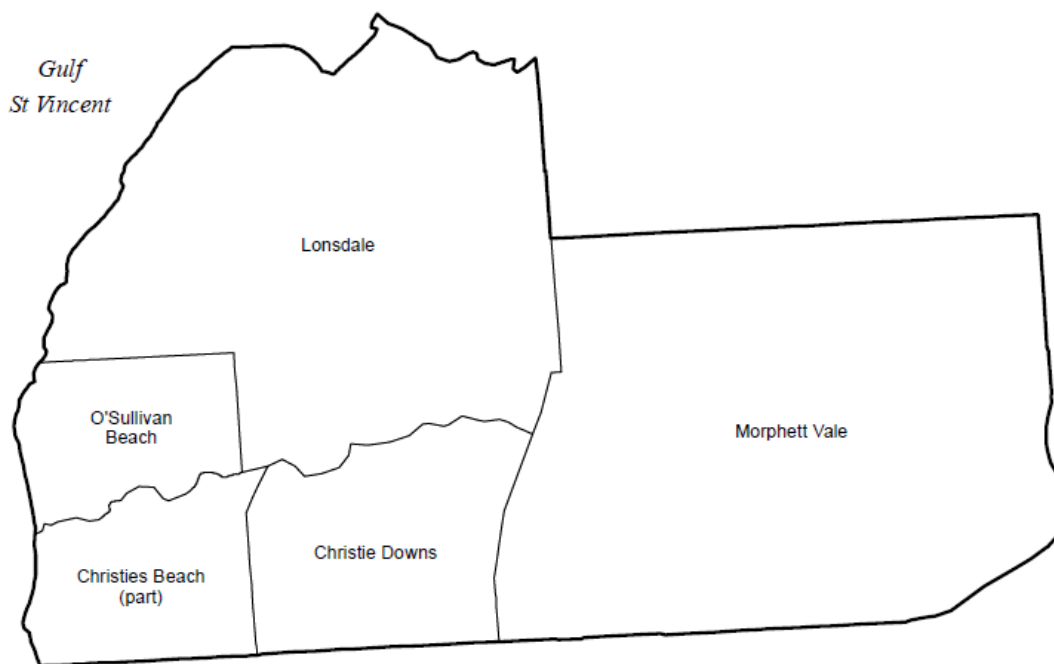 Gulf
St Vincent
Lonsdale
O'Sullivan
Beach
Morphett Vale
Christie Downs
Christies Beach
(part)